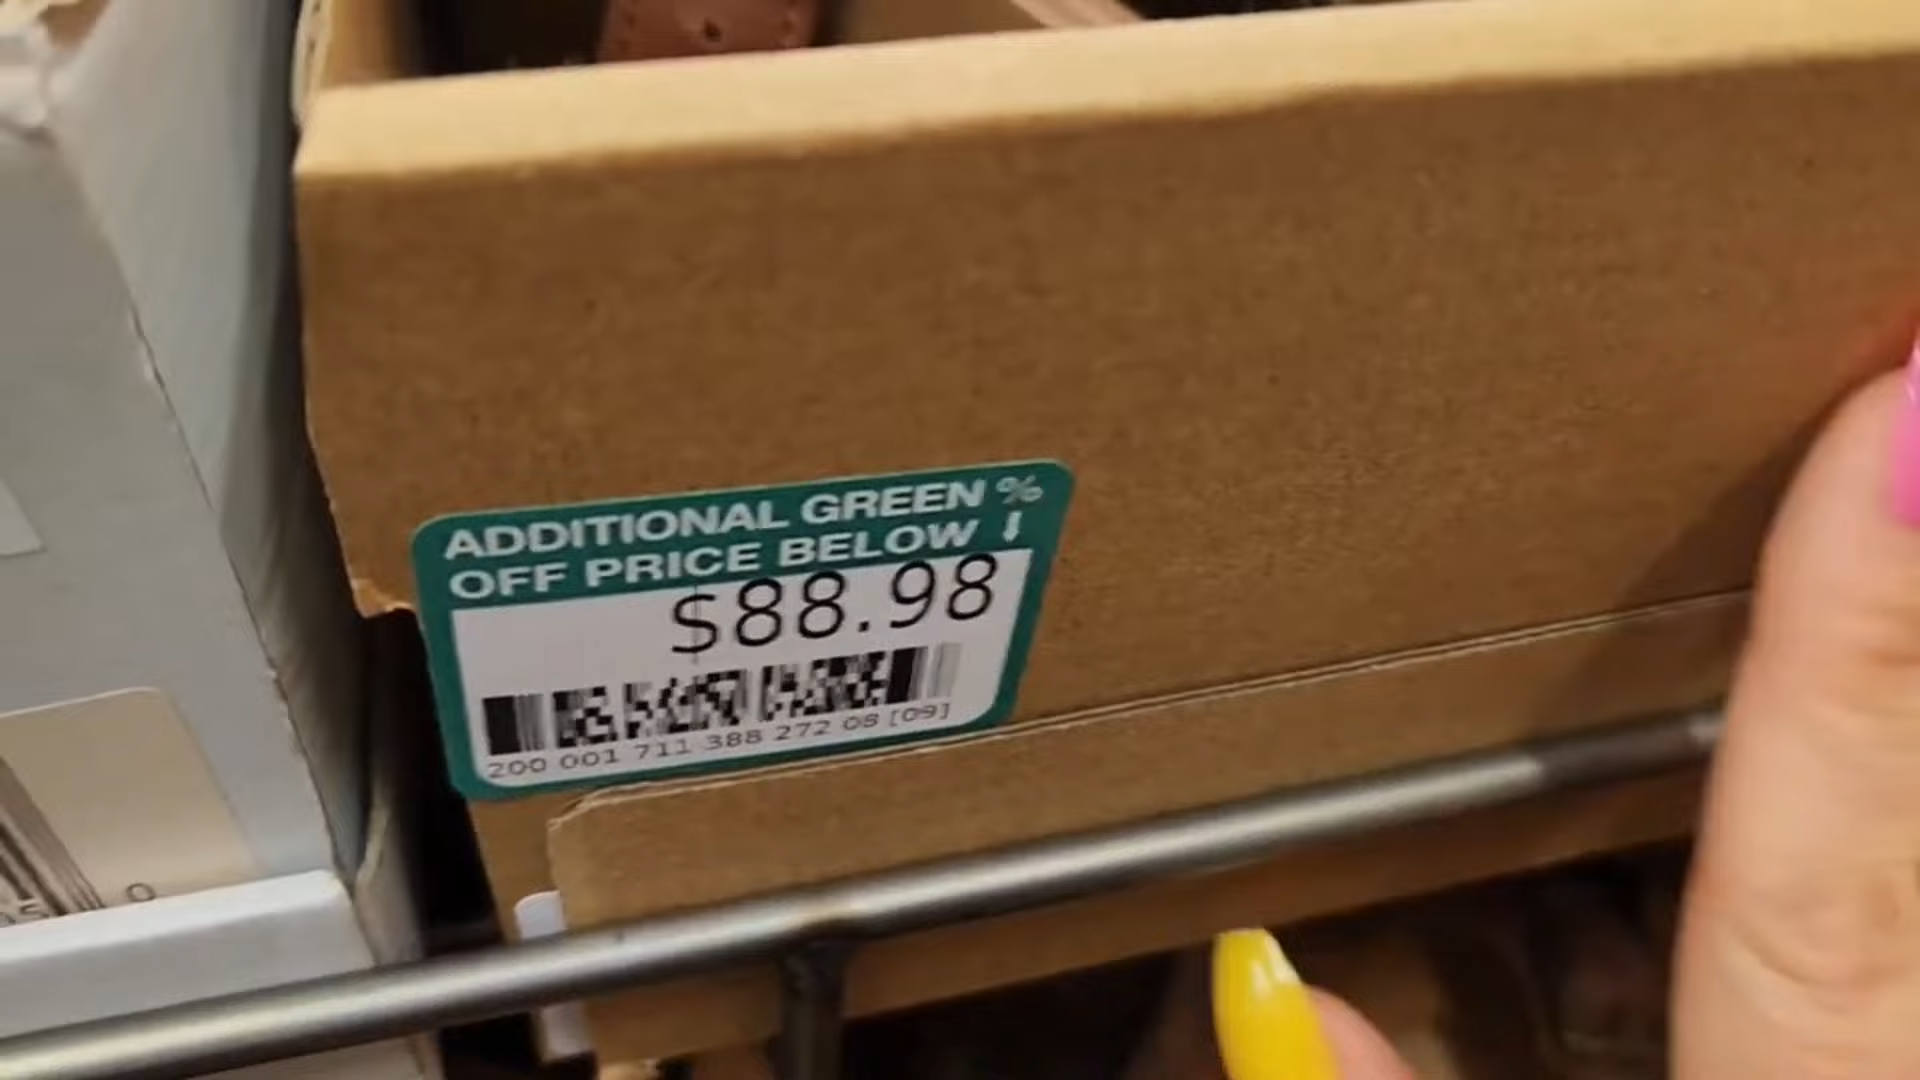 ADDITIONAL GREEN %
OFF PRICE BELOW ↓
$88.98
200 001 711 388 272 08 [09]